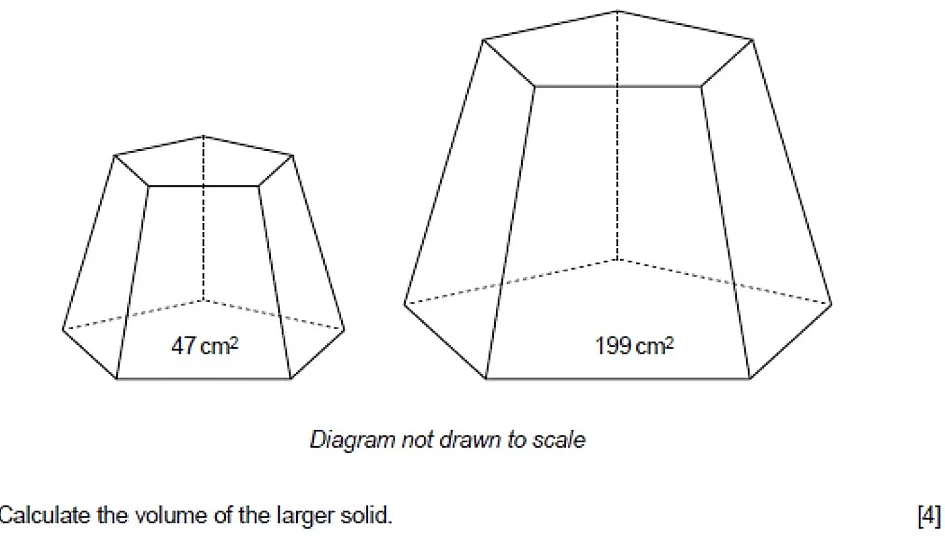 47 cm²
199 cm²
Diagram not drawn to scale
Calculate the volume of the larger solid. [4]